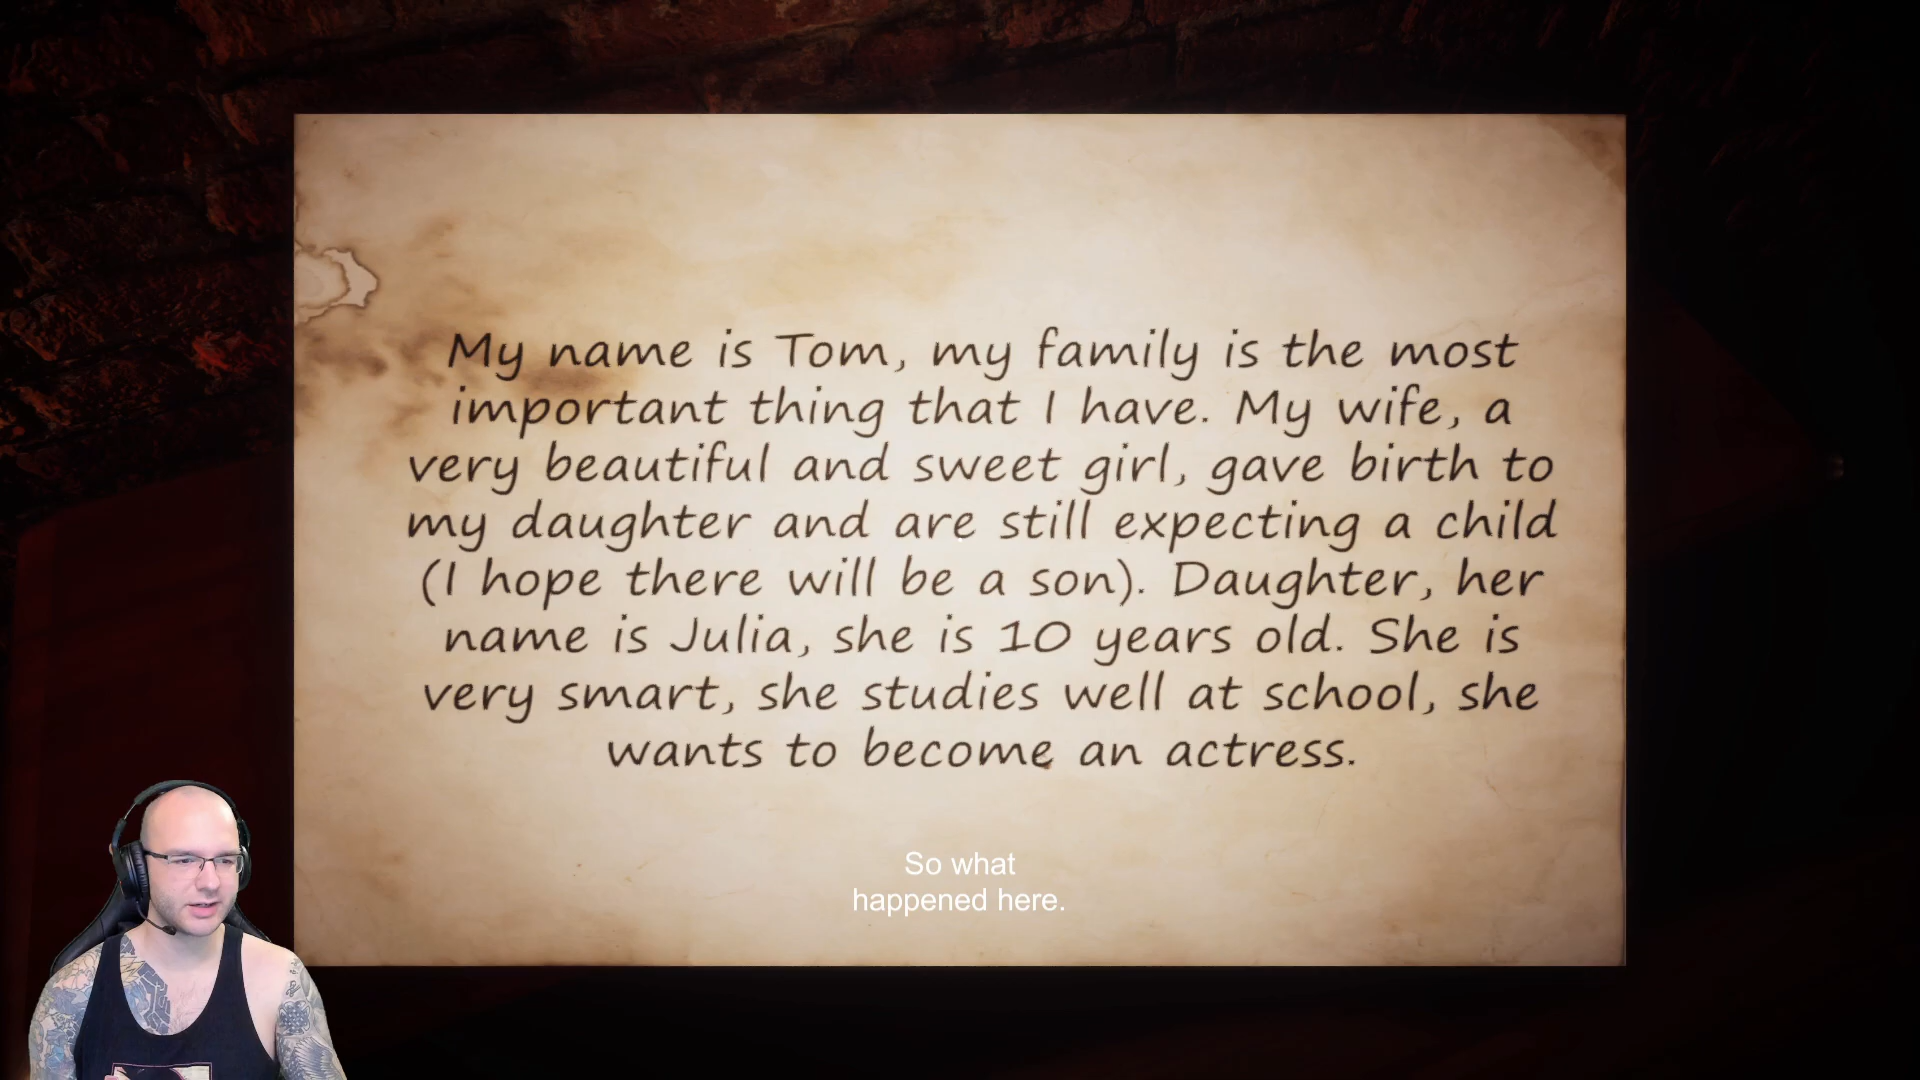 My name is Tom, my family is the most
important thing that I have. My wife, a
very beautiful and sweet girl, gave birth to
my daughter and are still expecting a child
(I hope there will be a son). Daughter, her
name is Julia, she is 10 years old. She is
very smart, she studies well at school, she
wants to become an actress.
So what
happened here.